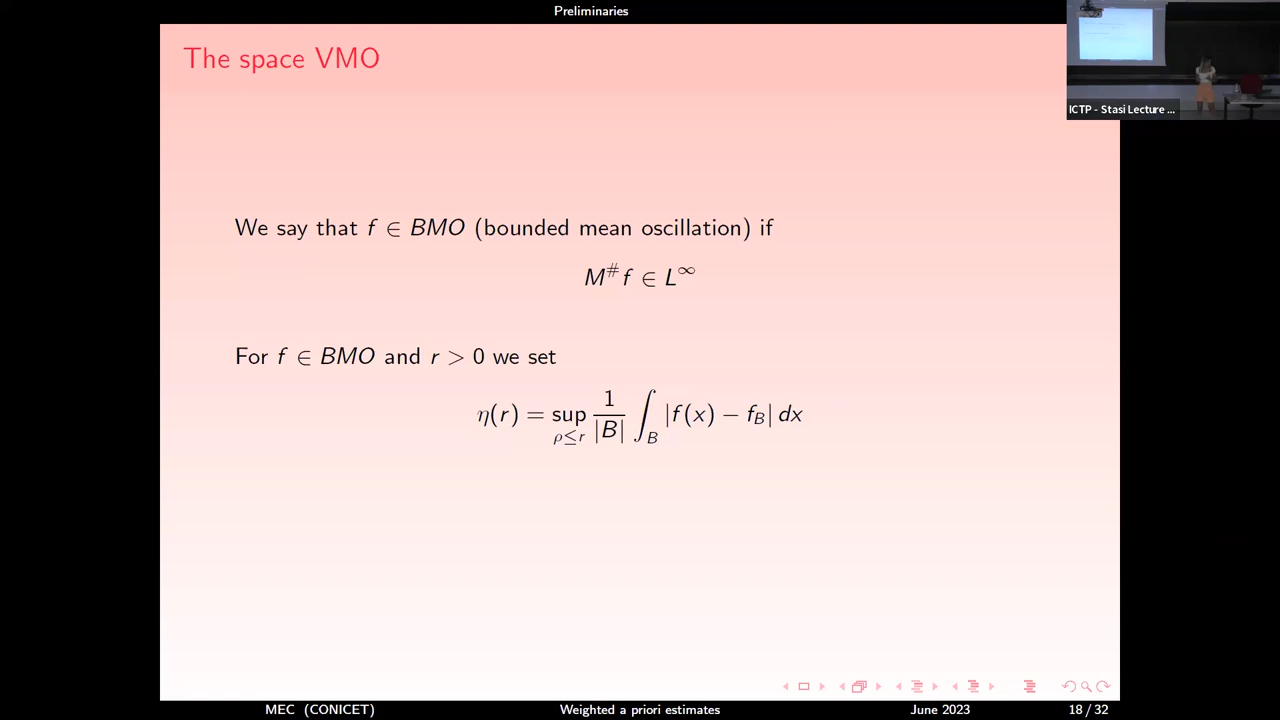 Preliminaries
The space VMO
ICTP - Stasi Lecture ...
We say that f ∈ BMO (bounded mean oscillation) if
M^# f ∈ L^∞
For f ∈ BMO and r > 0 we set
η(r) = sup_{ρ≤r} 1/|B| ∫_B |f(x) − f_B| dx
MEC (CONICET) Weighted a priori estimates June 2023 18 / 32